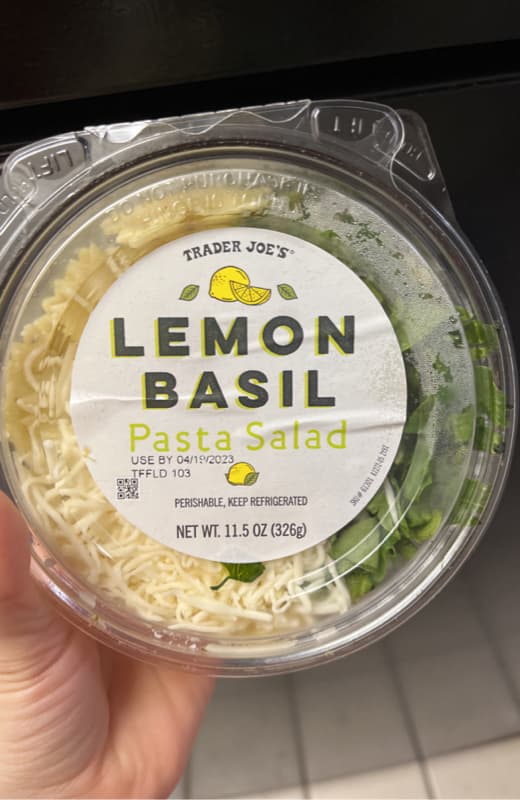 LIFT
TRADER JOE'S®
LEMON
BASIL
Pasta Salad
USE BY 04/19/2023
TFFLD 103
PERISHABLE, KEEP REFRIGERATED
NET WT. 11.5 OZ (326g)